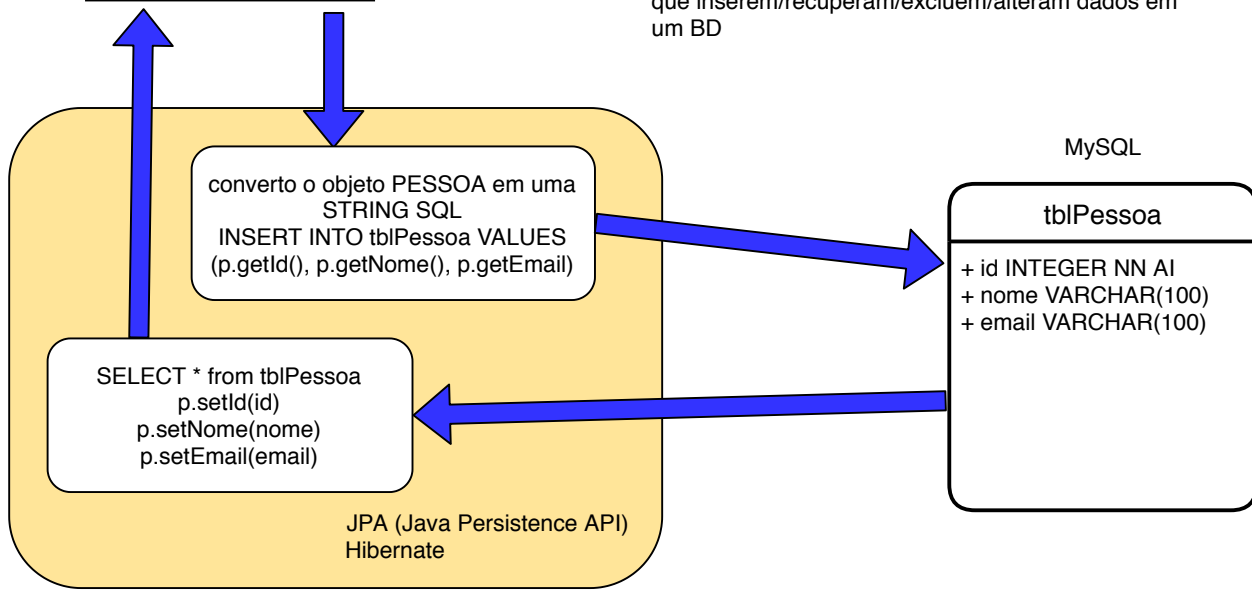 que inserem/recuperam/excluem/alteram dados em
um BD
converto o objeto PESSOA em uma
STRING SQL
INSERT INTO tblPessoa VALUES
(p.getId(), p.getNome(), p.getEmail)
MySQL
tblPessoa
+ id INTEGER NN AI
+ nome VARCHAR(100)
+ email VARCHAR(100)
SELECT * from tblPessoa
p.setId(id)
p.setNome(nome)
p.setEmail(email)
JPA (Java Persistence API)
Hibernate